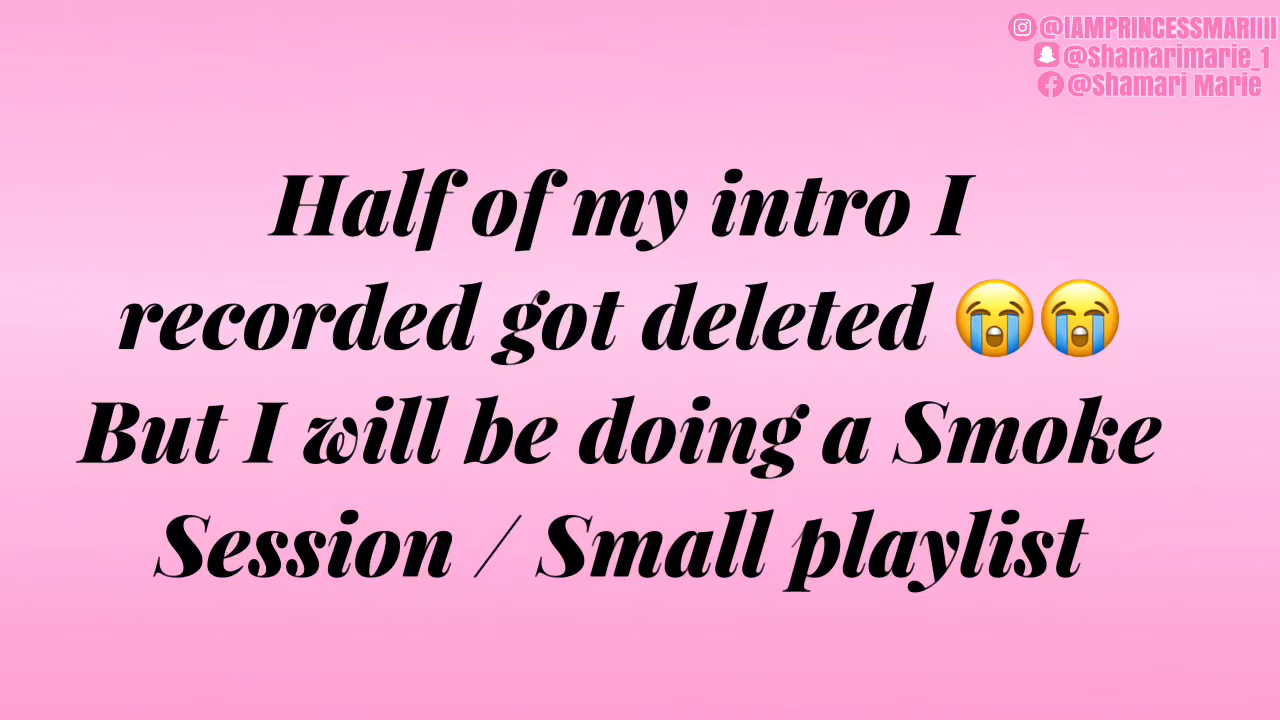 @IAMPRINCESSMARIIII
@Shamarimarie_1
@Shamari Marie
Half of my intro I
recorded got deleted 😭😭
But I will be doing a Smoke
Session / Small playlist